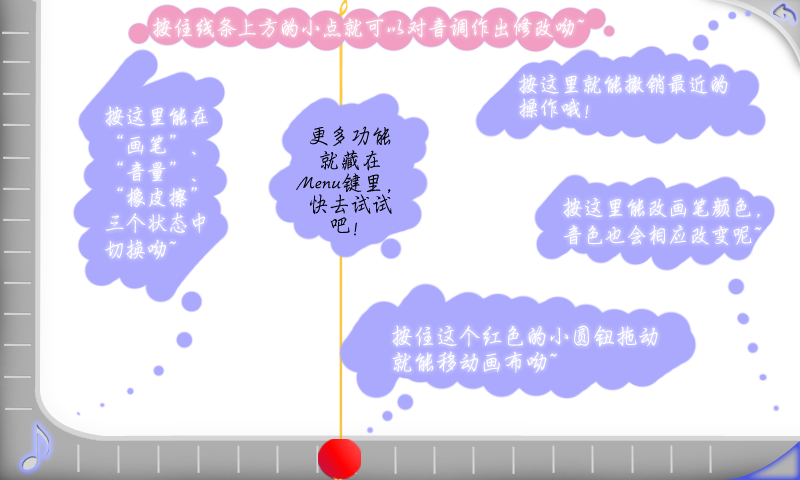 按住线条上方的小点就可以对音调作出修改呦~
按这里能在
“画笔”、
“音量”、
“橡皮擦”
三个状态中
切换呦~
更多功能
就藏在
Menu键里,
快去试试
吧!
按这里就能撤销最近的
操作哦!
按这里能改画笔颜色,
音色也会相应改变呢~
按住这个红色的小圆钮拖动
就能移动画布呦~